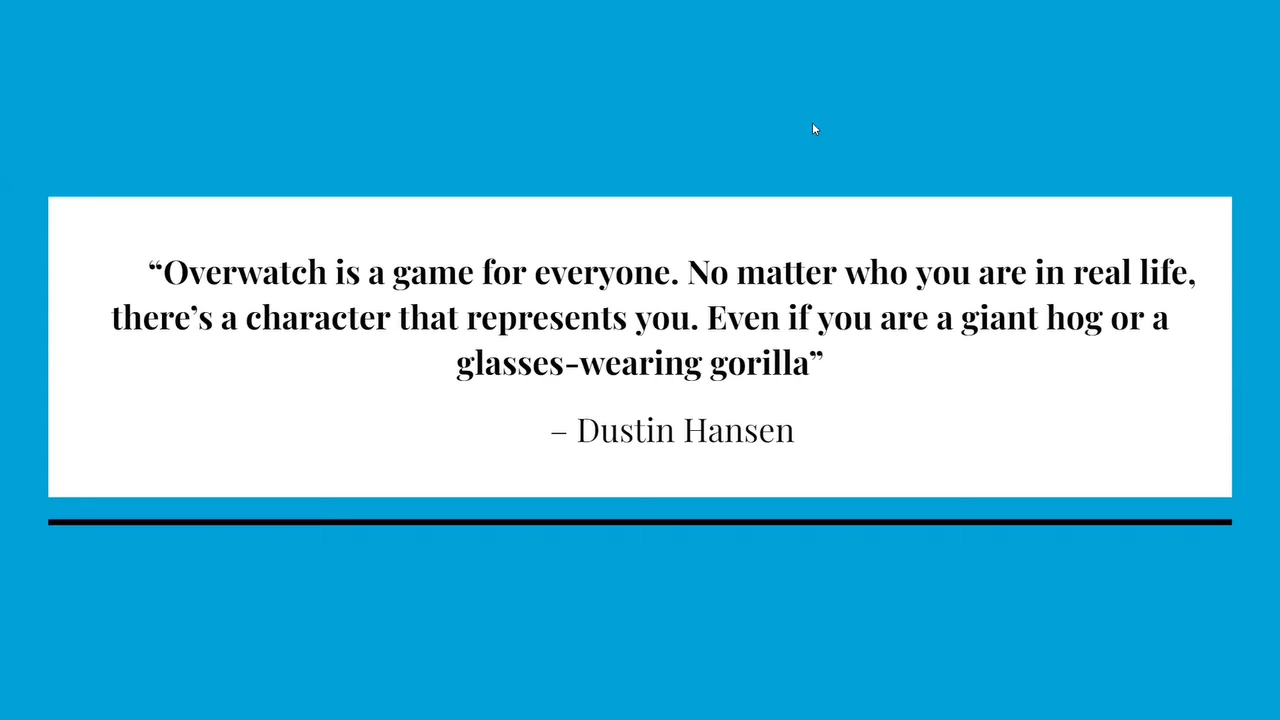 “Overwatch is a game for everyone. No matter who you are in real life,
there’s a character that represents you. Even if you are a giant hog or a
glasses-wearing gorilla”
– Dustin Hansen